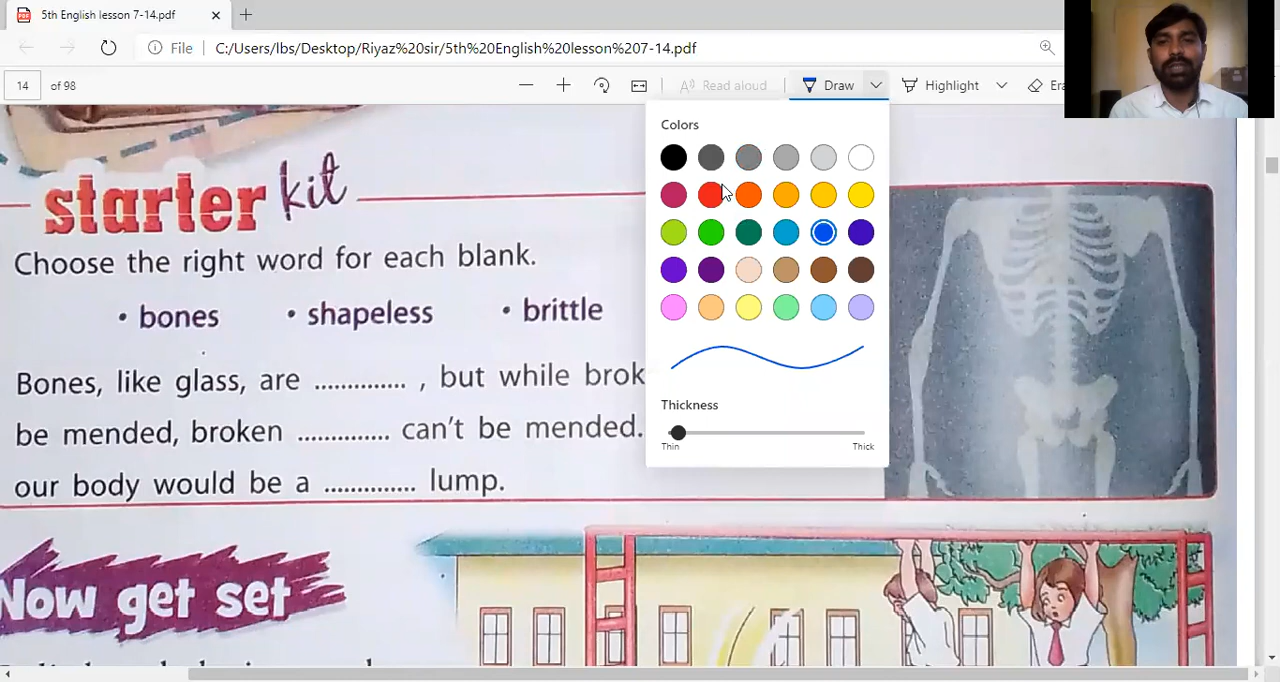 5th English lesson 7-14.pdf
File C:/Users/lbs/Desktop/Riyaz%20sir/5th%20English%20lesson%207-14.pdf
14 of 98 Read aloud Draw Highlight
Colors
Thickness
Thin Thick
starter kit
Choose the right word for each blank.
• bones • shapeless • brittle
Bones, like glass, are .............. , but while brok
be mended, broken .............. can't be mended.
our body would be a .............. lump.
Now get set